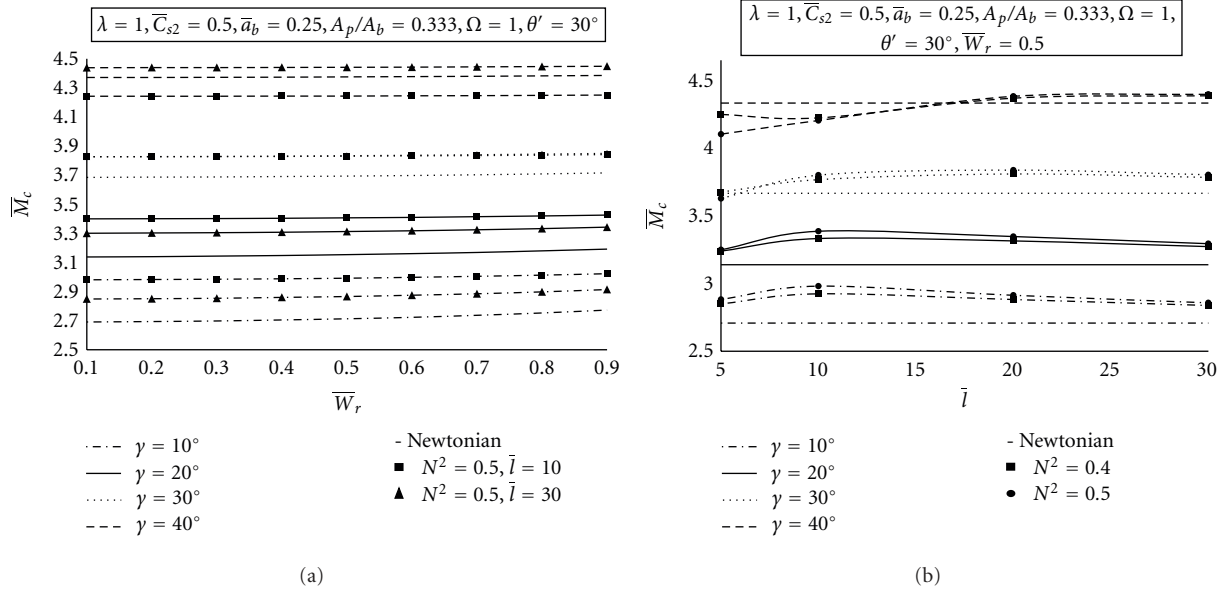 λ = 1, C̅s2 = 0.5, a̅b = 0.25, Ap/Ab = 0.333, Ω = 1, θ′ = 30°
4.5
4.3
4.1
3.9
3.7
3.5
3.3
3.1
2.9
2.7
2.5
M̅c
0.1 0.2 0.3 0.4 0.5 0.6 0.7 0.8 0.9
W̅r
γ = 10°
γ = 20°
γ = 30°
γ = 40°
- Newtonian
N² = 0.5, l̅ = 10
N² = 0.5, l̅ = 30
(a)
λ = 1, C̅s2 = 0.5, a̅b = 0.25, Ap/Ab = 0.333, Ω = 1,
θ′ = 30°, W̅r = 0.5
4.5
4
3.5
3
2.5
M̅c
5 10 15 20 25 30
l̅
γ = 10°
γ = 20°
γ = 30°
γ = 40°
- Newtonian
N² = 0.4
N² = 0.5
(b)